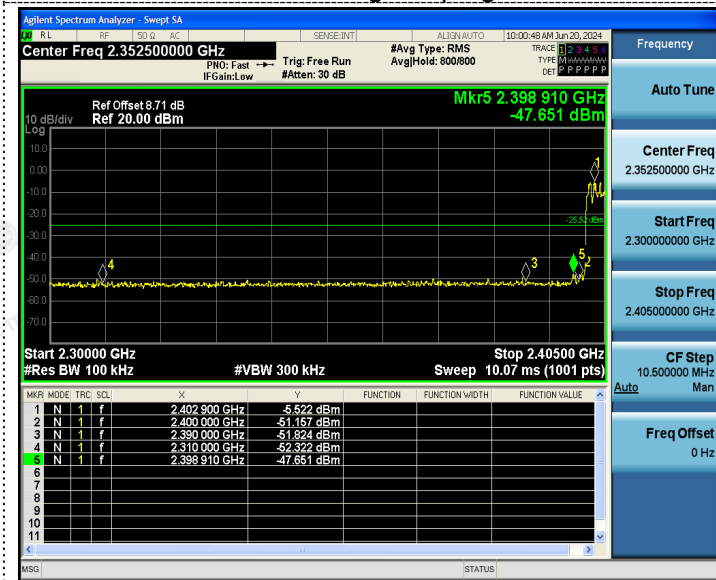 Agilent Spectrum Analyzer - Swept SA
RL RF 50 Ω AC SENSE:INT ALIGN AUTO 10:00:48 AM Jun 20, 2024
Center Freq 2.352500000 GHz #Avg Type: RMS TRACE 1 2 3 4 5 6
PNO: Fast Trig: Free Run Avg|Hold: 800/800 TYPE M
IFGain:Low #Atten: 30 dB DET P P P P P P
Ref Offset 8.71 dB Mkr5 2.398 910 GHz
10 dB/div Ref 20.00 dBm -47.651 dBm
Log
10.0
0.00
-10.0
-20.0
-25.52 dBm
-30.0
-40.0
-50.0
-60.0
-70.0
1
4
3
5
2
Start 2.30000 GHz Stop 2.40500 GHz
#Res BW 100 kHz #VBW 300 kHz Sweep 10.07 ms (1001 pts)
MKR MODE TRC SCL X Y FUNCTION FUNCTION WIDTH FUNCTION VALUE
1 N 1 f 2.402 900 GHz -5.522 dBm
2 N 1 f 2.400 000 GHz -51.157 dBm
3 N 1 f 2.390 000 GHz -51.824 dBm
4 N 1 f 2.310 000 GHz -52.322 dBm
5 N 1 f 2.398 910 GHz -47.651 dBm
6
7
8
9
10
11
MSG STATUS
Frequency
Auto Tune
Center Freq
2.352500000 GHz
Start Freq
2.300000000 GHz
Stop Freq
2.405000000 GHz
CF Step
10.500000 MHz
Auto Man
Freq Offset
0 Hz